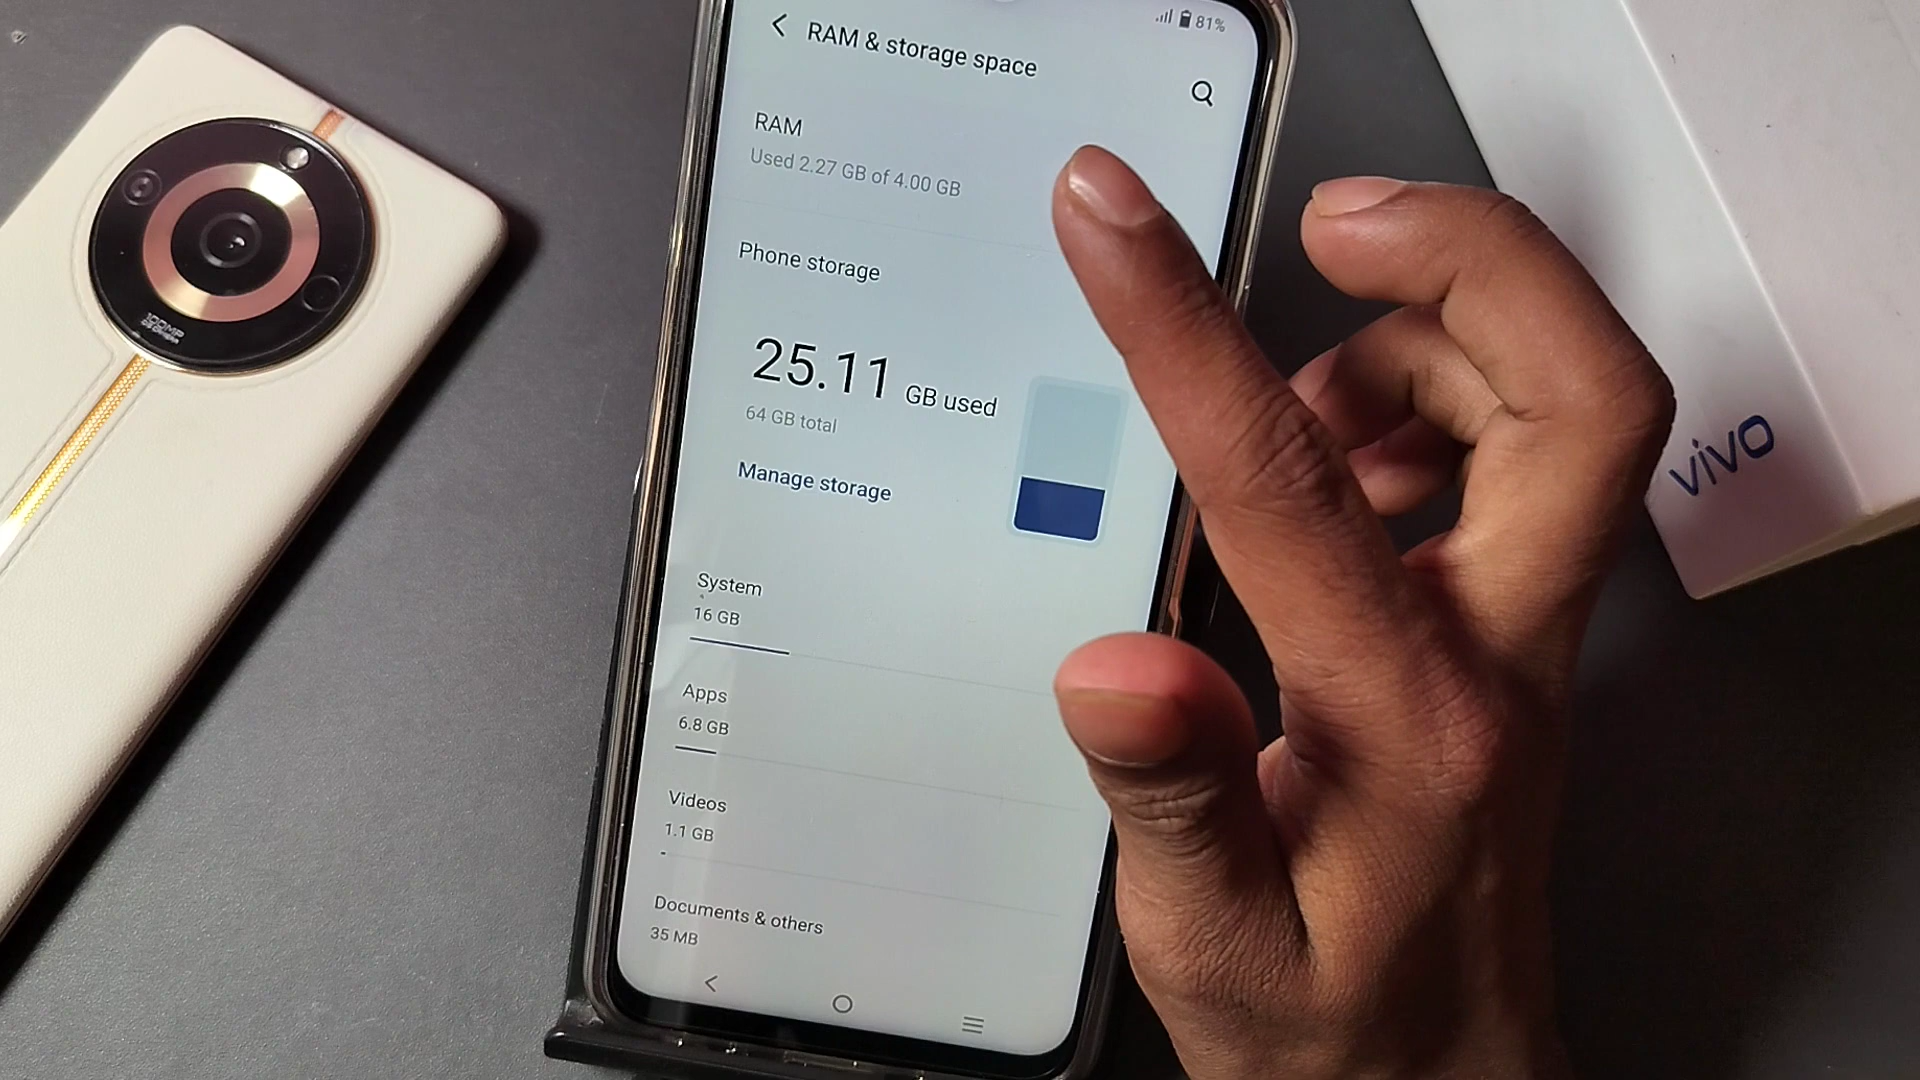 81%
RAM & storage space
RAM
Used 2.27 GB of 4.00 GB
Phone storage
25.11 GB used
64 GB total
Manage storage
System
16 GB
Apps
6.8 GB
Videos
1.1 GB
Documents & others
35 MB
100MP
vivo